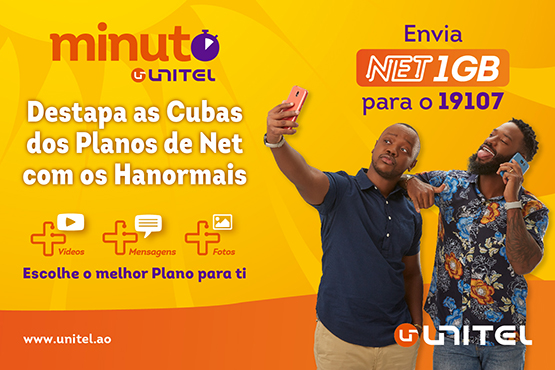 minuto
UNITEL
Destapa as Cubas
dos Planos de Net
com os Hanormais
Vídeos
Mensagens
Fotos
Escolhe o melhor Plano para ti
www.unitel.ao
Envia
NET 1GB
para o 19107
UNITEL